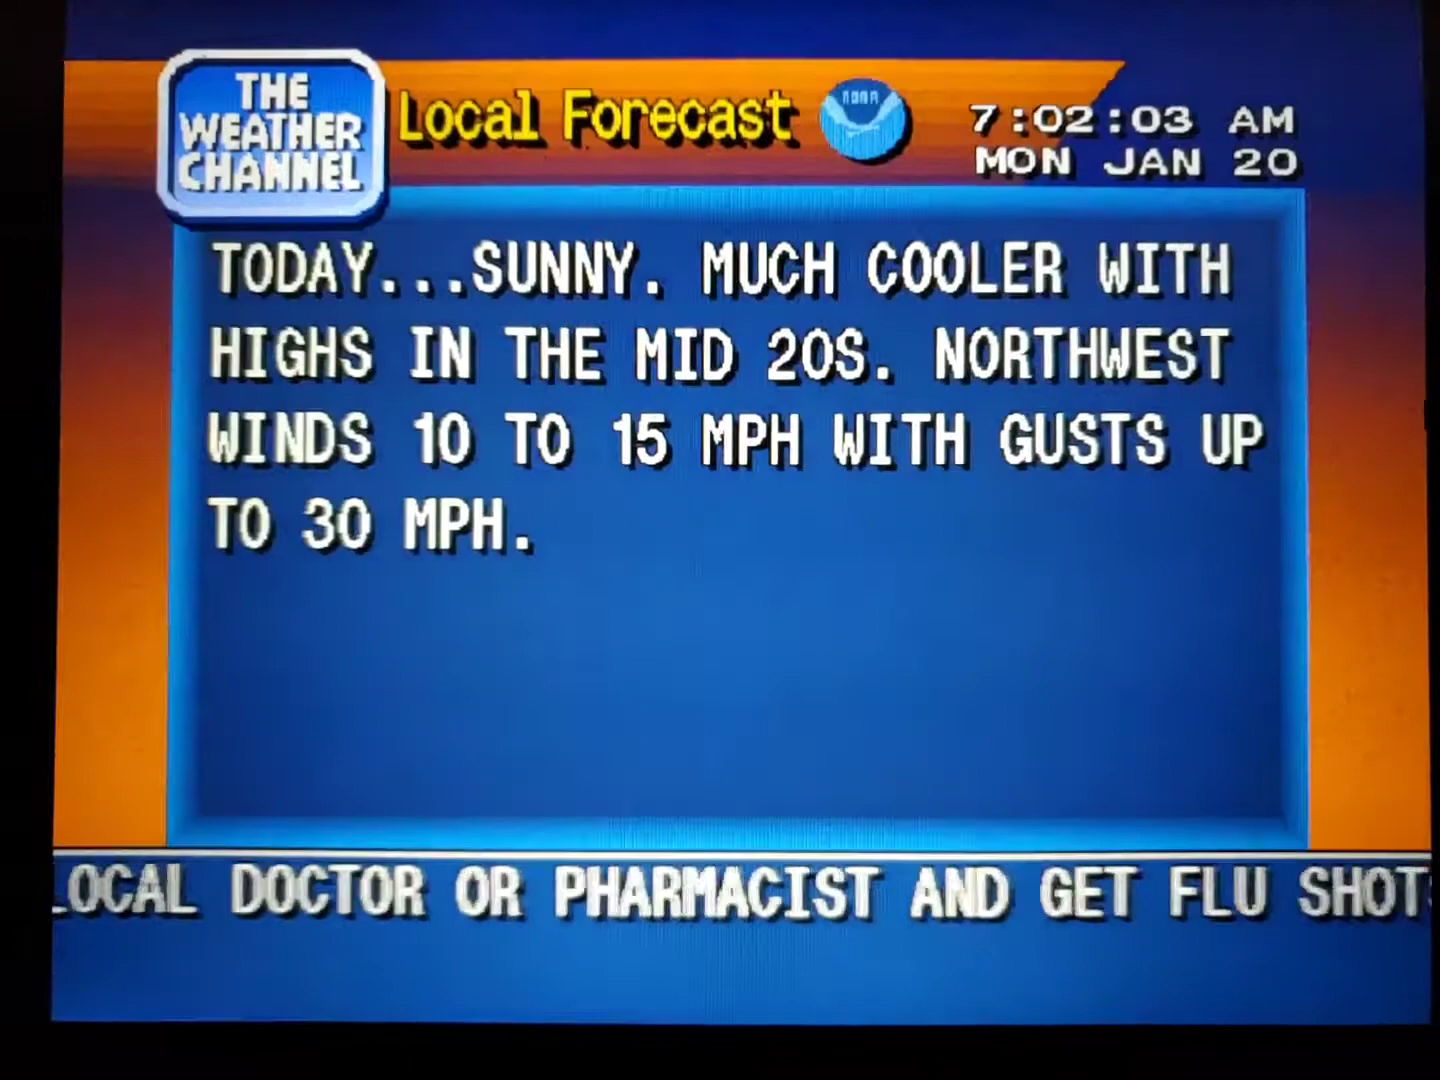 THE
WEATHER
CHANNEL
Local Forecast
NOAA
7:02:03 AM
MON JAN 20
TODAY...SUNNY. MUCH COOLER WITH
HIGHS IN THE MID 20S. NORTHWEST
WINDS 10 TO 15 MPH WITH GUSTS UP
TO 30 MPH.
LOCAL DOCTOR OR PHARMACIST AND GET FLU SHOT